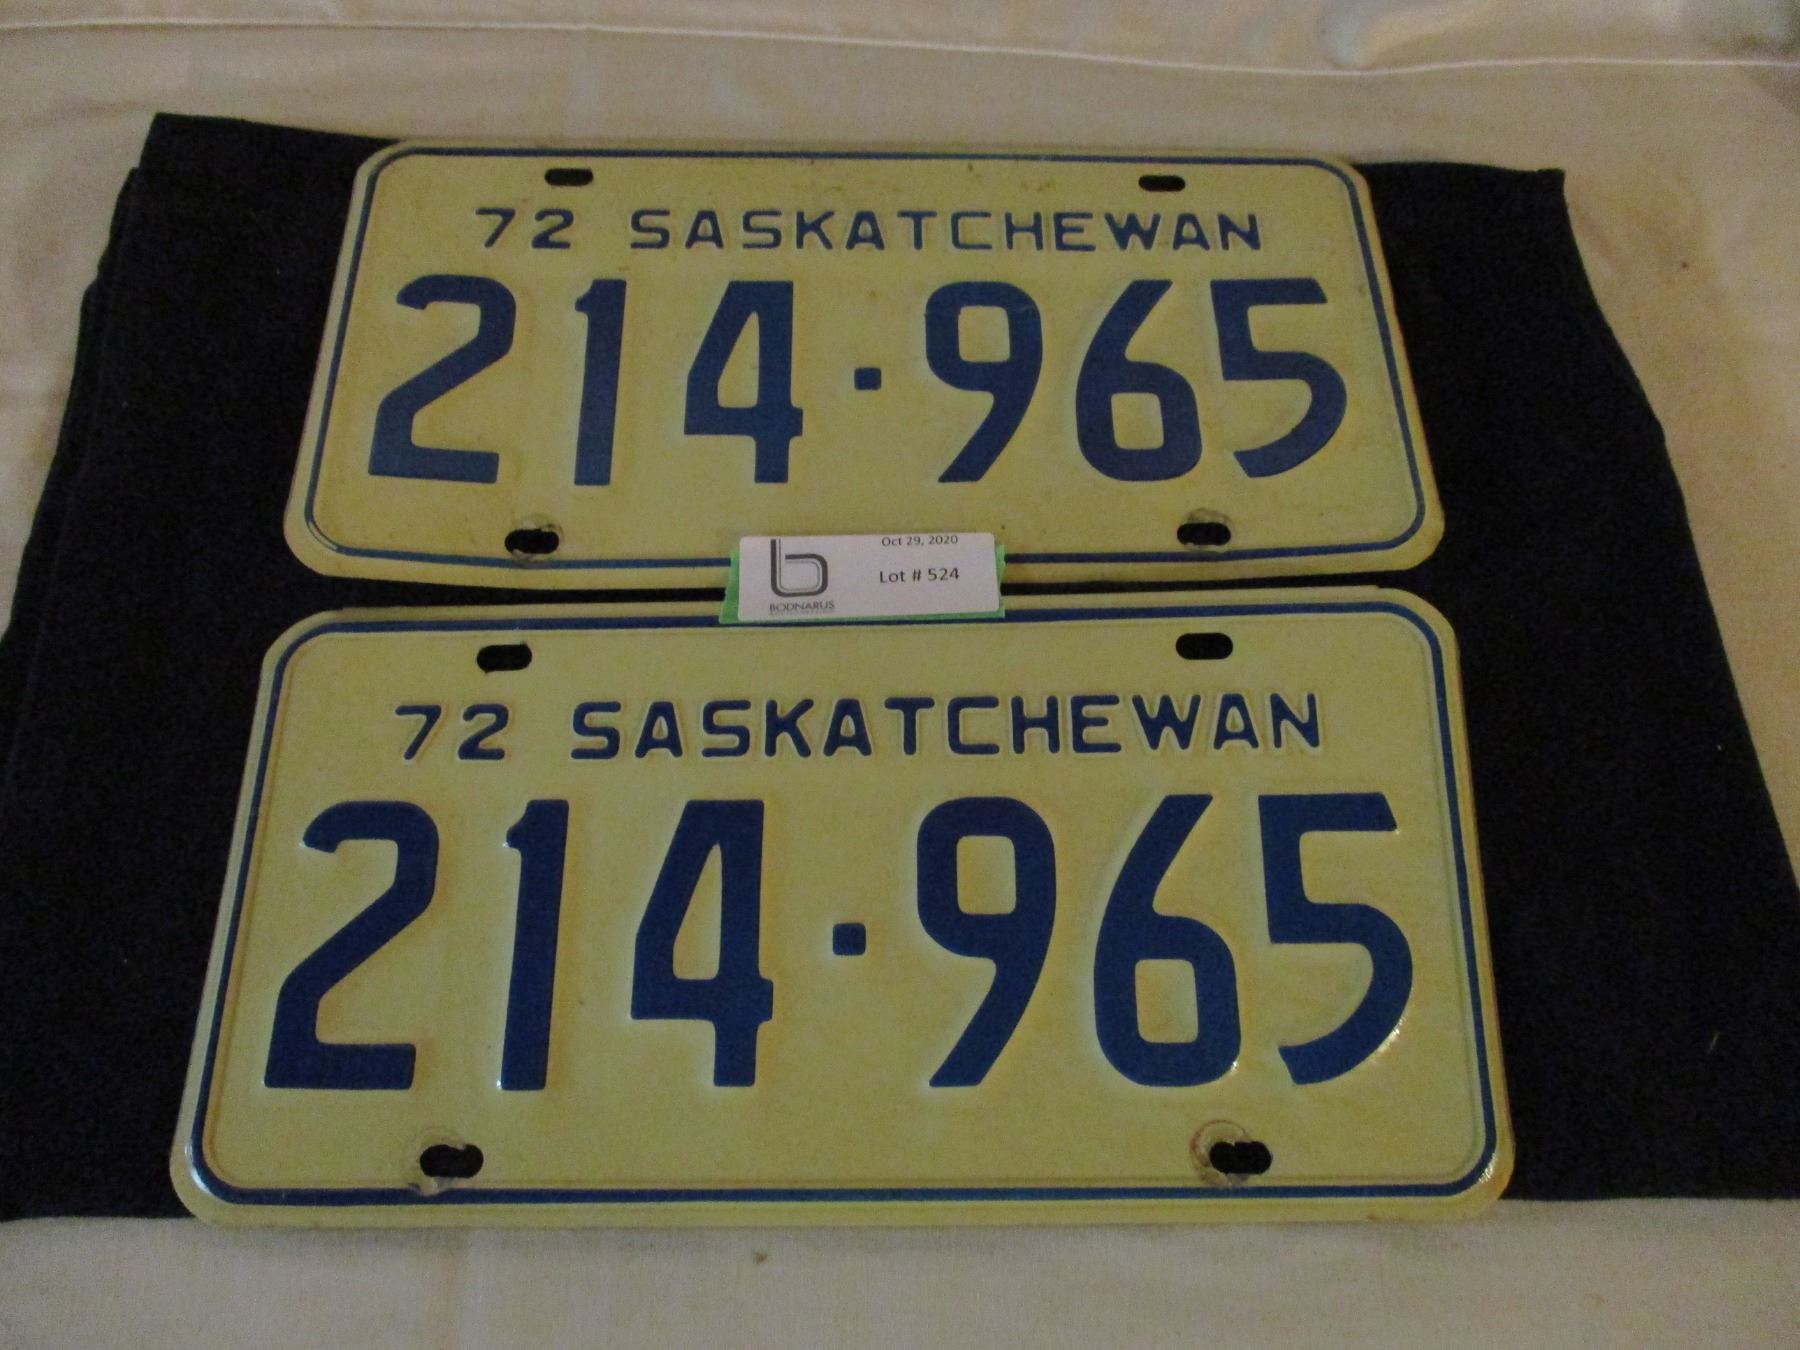 72 SASKATCHEWAN
214·965
Oct 29, 2020
Lot # 524
BODNARUS
72 SASKATCHEWAN
214·965